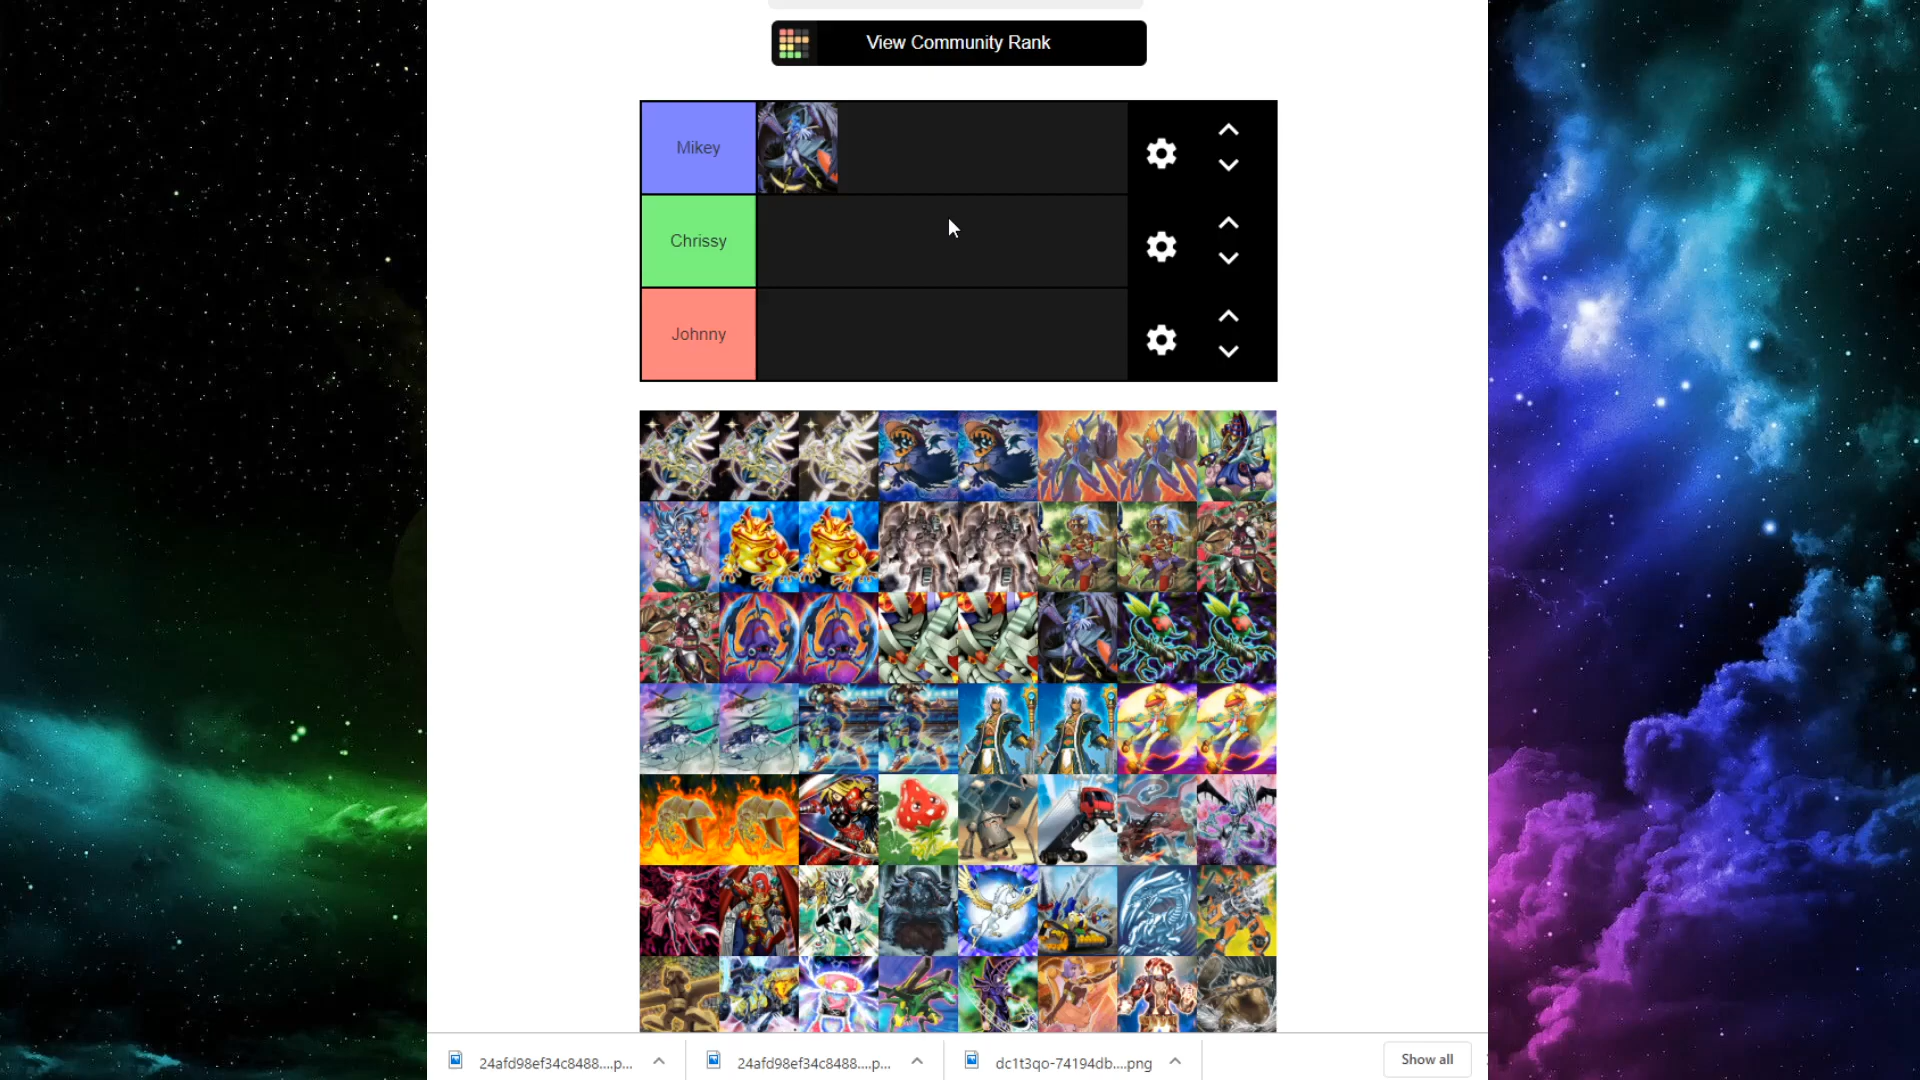 View Community Rank
Mikey
Chrissy
Johnny
24afd98ef34c8488....p...
24afd98ef34c8488....p...
dc1t3qo-74194db....png
Show all